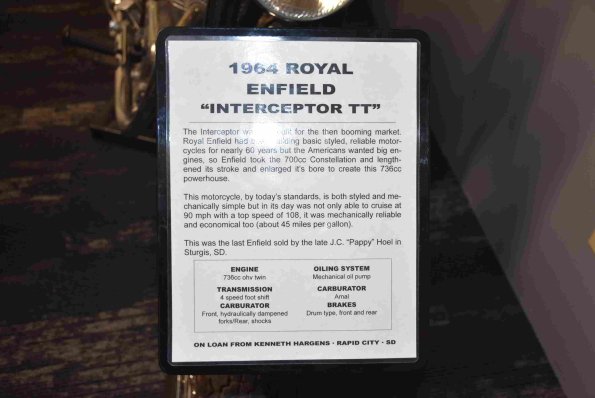 1964 ROYAL
ENFIELD
“INTERCEPTOR TT”
The Interceptor for the then booming market.
Royal Enfield had basic styled, reliable motor-
cycles for nearly 60 years but the Americans wanted big en-
gines, so Enfield took the 700cc Constellation and length-
ened its stroke and enlarged it's bore to create this 736cc
powerhouse.
This motorcycle, by today's standards, is both styled and me-
chanically simple but in its day was not only able to cruise at
90 mph with a top speed of 108, it was mechanically reliable
and economical too (about 45 miles per gallon).
This was the last Enfield sold by the late J.C. “Pappy” Hoel in
Sturgis, SD.
ENGINE
736cc ohv twin
OILING SYSTEM
Mechanical oil pump
TRANSMISSION
4 speed foot shift
CARBURATOR
Amal
CARBURATOR
Front, hydraulically dampened
forks/Rear, shocks
BRAKES
Drum type, front and rear
ON LOAN FROM KENNETH HARGENS · RAPID CITY · SD